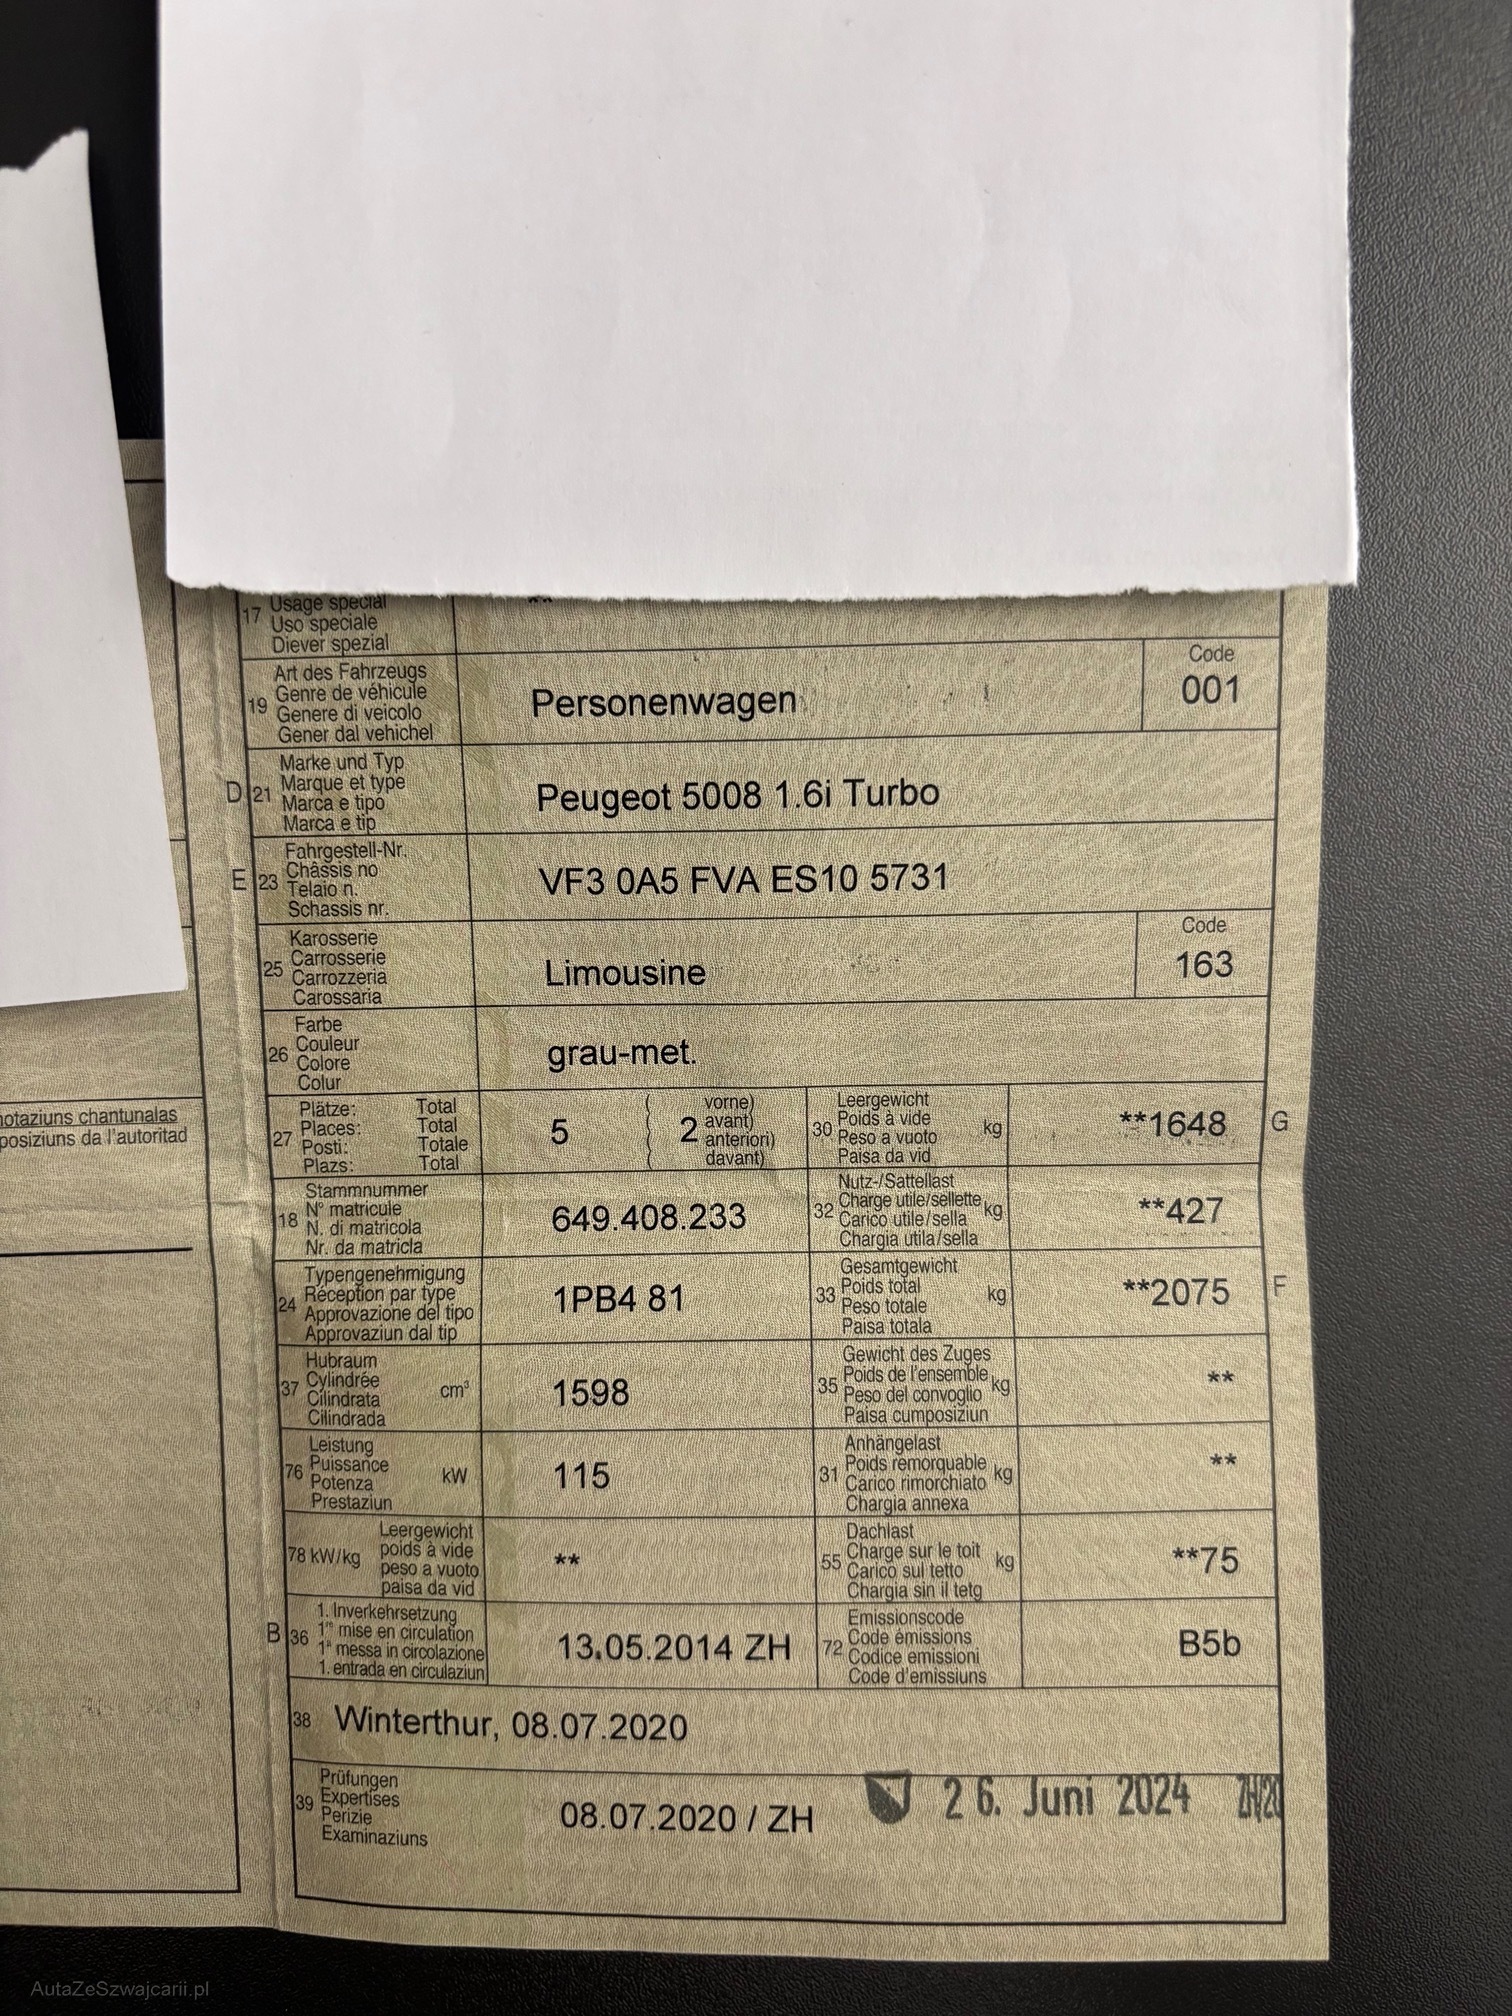 17 Usage spécial
Uso speciale
Diever spezial
**
19 Art des Fahrzeugs
Genre de véhicule
Genere di veicolo
Gener dal vehichel
Personenwagen
Code
001
D 21 Marke und Typ
Marque et type
Marca e tipo
Marca e tip
Peugeot 5008 1.6i Turbo
E 23 Fahrgestell-Nr.
Châssis no
Telaio n.
Schassis nr.
VF3 0A5 FVA ES10 5731
25 Karosserie
Carrosserie
Carrozzeria
Carossaria
Limousine
Code
163
26 Farbe
Couleur
Colore
Colur
grau-met.
notaziuns chantunalas
posiziuns da l'autoritad
27 Plätze: Total
Places: Total
Posti: Totale
Plazs: Total
5
( vorne)
( 2 avant)
( anteriori)
( davant)
30 Leergewicht
Poids à vide kg
Peso a vuoto
Paisa da vid
**1648 G
18 Stammnummer
N° matricule
N. di matricola
Nr. da matricla
649.408.233
32 Nutz-/Sattellast
Charge utile/sellette kg
Carico utile/sella
Chargia utila/sella
**427
24 Typengenehmigung
Réception par type
Approvazione del tipo
Approvaziun dal tip
1PB4 81
33 Gesamtgewicht
Poids total kg
Peso totale
Paisa totala
**2075 F
37 Hubraum
Cylindrée cm³
Cilindrata
Cilindrada
1598
35 Gewicht des Zuges
Poids de l'ensemble kg
Peso del convoglio
Paisa cumposiziun
**
76 Leistung
Puissance kW
Potenza
Prestaziun
115
31 Anhängelast
Poids remorquable kg
Carico rimorchiato
Chargia annexa
**
78 kW/kg Leergewicht
poids à vide
peso a vuoto
paisa da vid
**
55 Dachlast
Charge sur le toit kg
Carico sul tetto
Chargia sin il tetg
**75
B 36 1. Inverkehrsetzung
1re mise en circulation
1a messa in circolazione
1. entrada en circulaziun
13.05.2014 ZH
72 Emissionscode
Code émissions
Codice emissioni
Code d'emissiuns
B5b
38 Winterthur, 08.07.2020
39 Prüfungen
Expertises
Perizie
Examinaziuns
08.07.2020 / ZH
26. Juni 2024 ZH/20
AutaZeSzwajcarii.pl